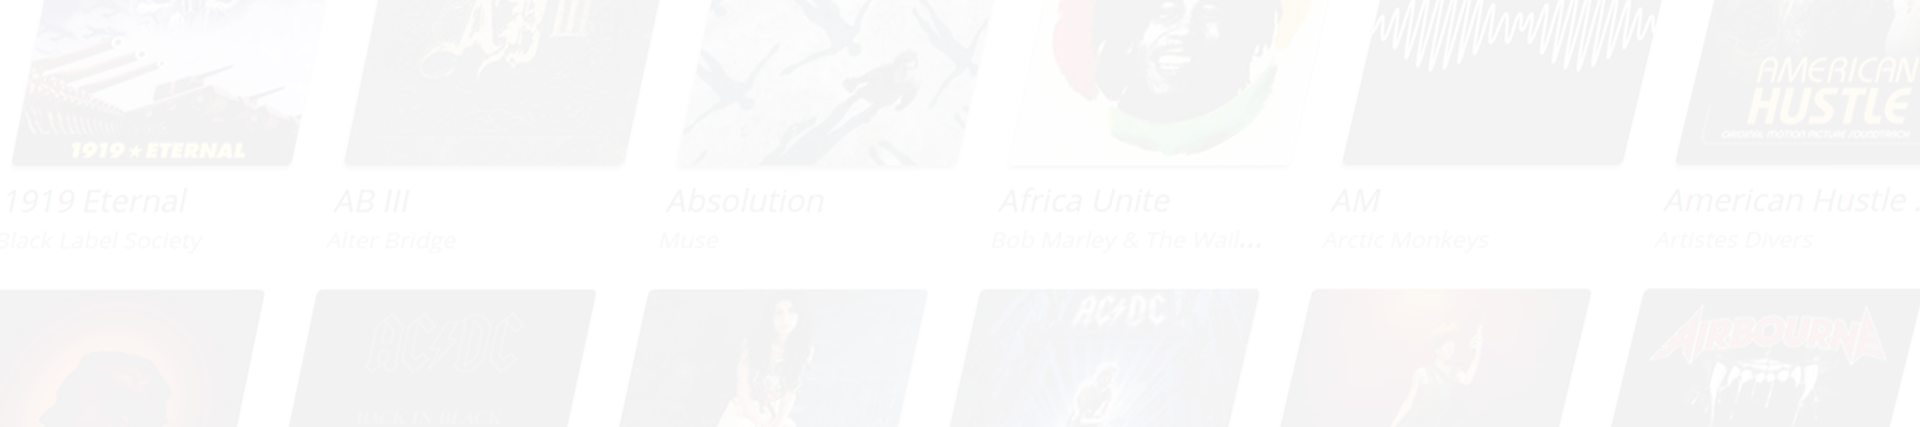 AB III
1919 ★ ETERNAL
AMERICAN
HUSTLE
ORIGINAL MOTION PICTURE SOUNDTRACK
1919 Eternal
AB III
Absolution
Africa Unite
AM
American Hustle
Black Label Society
Alter Bridge
Muse
Bob Marley & The Wail...
Arctic Monkeys
Artistes Divers
AC⚡DC
BACK IN BLACK
AC⚡DC
AIRBOURNE